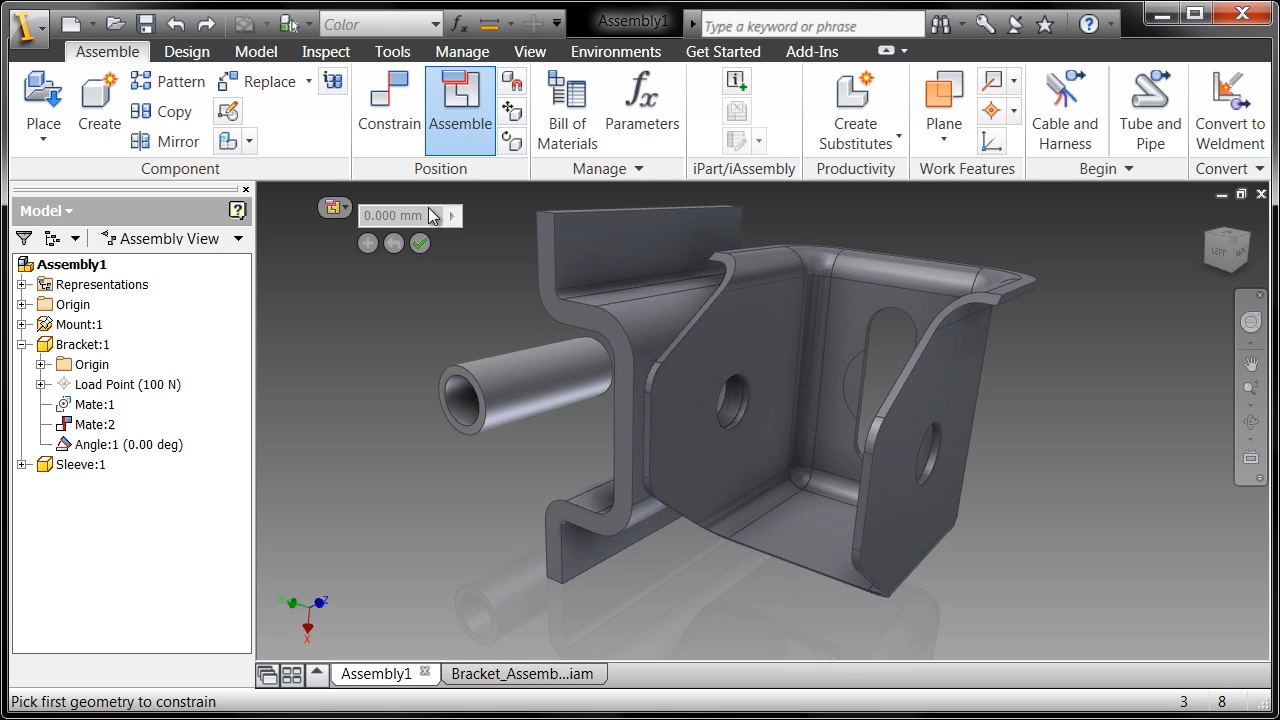 Color
Assembly1
Type a keyword or phrase
Assemble Design Model Inspect Tools Manage View Environments Get Started Add-Ins
Place
Create
Pattern
Copy
Mirror
Replace
Component
Constrain
Assemble
Position
Bill of
Materials
Parameters
Manage
iPart/iAssembly
Create
Substitutes
Productivity
Plane
Work Features
Cable and
Harness
Tube and
Pipe
Begin
Convert to
Weldment
Convert
Model
Assembly View
Assembly1
Representations
Origin
Mount:1
Bracket:1
Origin
Load Point (100 N)
Mate:1
Mate:2
Angle:1 (0.00 deg)
Sleeve:1
0.000 mm
LEFT
Z
X
Assembly1
Bracket_Assemb...iam
Pick first geometry to constrain
3 8